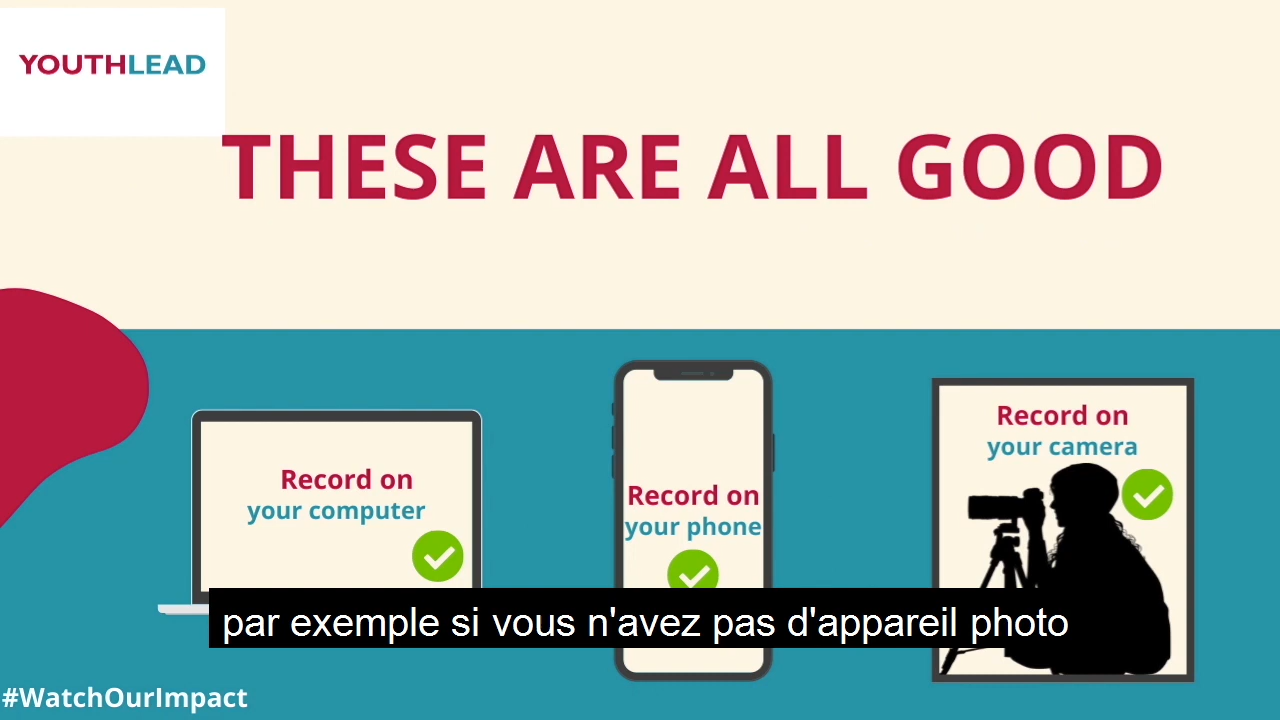 YOUTHLEAD
THESE ARE ALL GOOD
Record on
your computer
Record on
your phone
Record on
your camera
par exemple si vous n'avez pas d'appareil photo
#WatchOurImpact